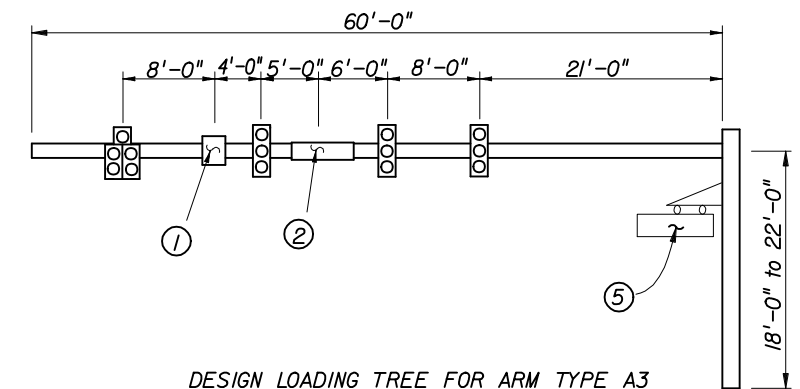 60'-0"
8'-0" 4'-0" 5'-0" 6'-0" 8'-0" 21'-0"
1
2
5
18'-0" to 22'-0"
DESIGN LOADING TREE FOR ARM TYPE A3